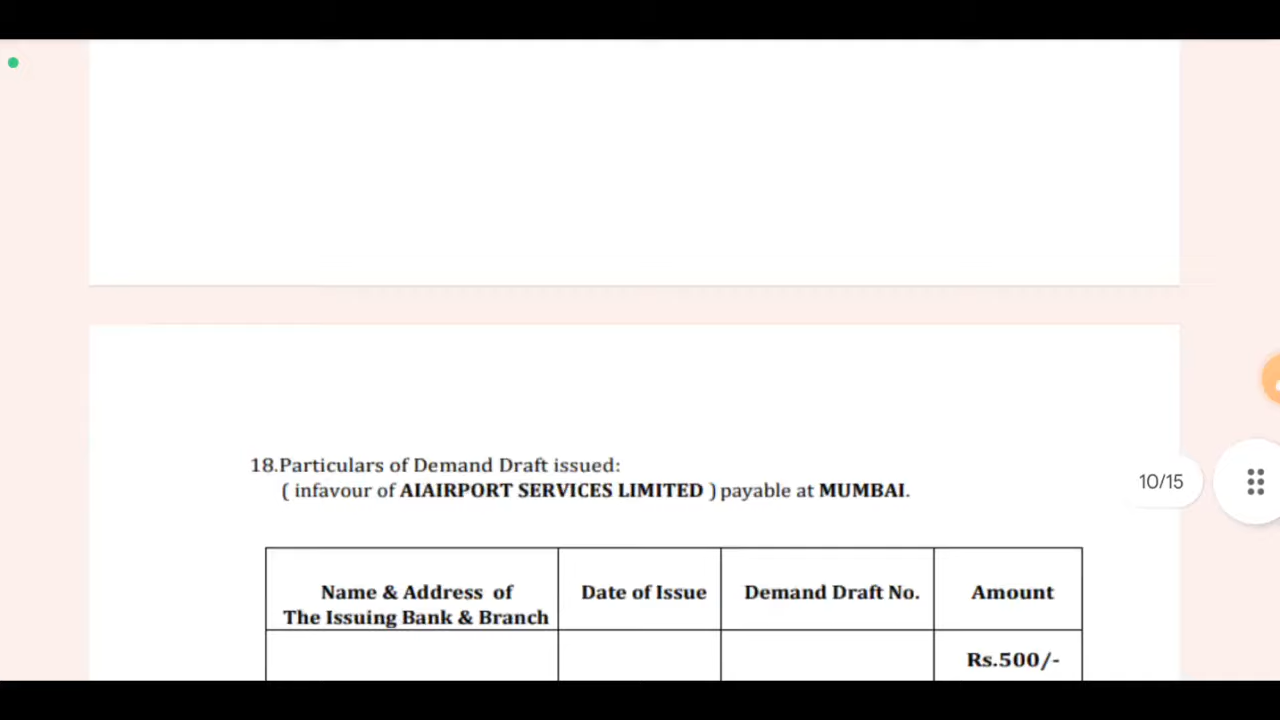 18.Particulars of Demand Draft issued:
( infavour of AIAIRPORT SERVICES LIMITED ) payable at MUMBAI.
10/15
Name & Address of
The Issuing Bank & Branch
Date of Issue
Demand Draft No.
Amount
Rs.500/-